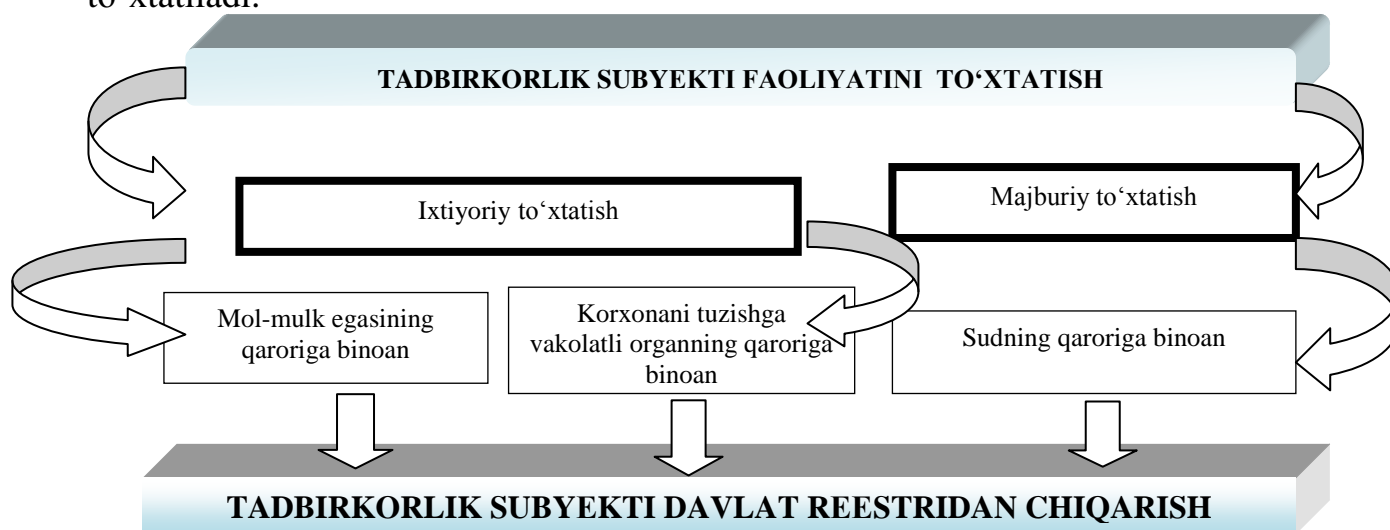 to‘xtatiladi.
TADBIRKORLIK SUBYEKTI FAOLIYATINI TO‘XTATISH
Ixtiyoriy to‘xtatish
Majburiy to‘xtatish
Mol-mulk egasining
qaroriga binoan
Korxonani tuzishga
vakolatli organning qaroriga
binoan
Sudning qaroriga binoan
TADBIRKORLIK SUBYEKTI DAVLAT REESTRIDAN CHIQARISH